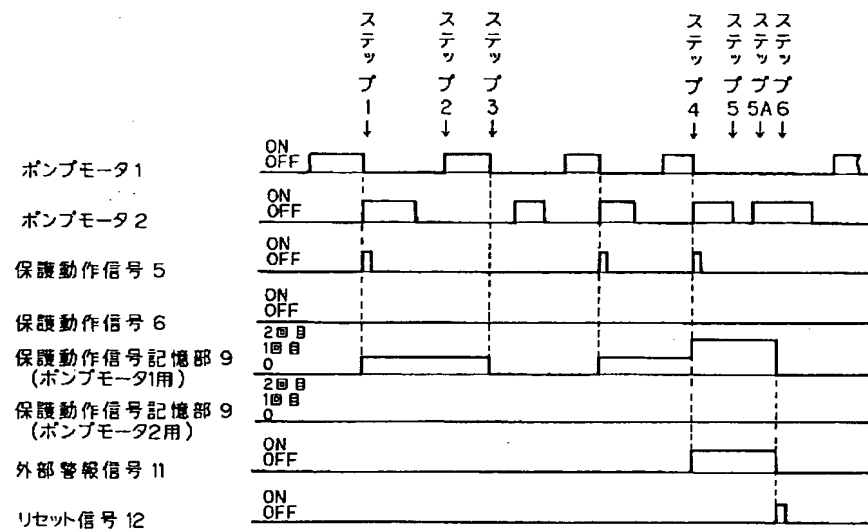 ステップ1
ステップ2
ステップ3
ステップ4
ステップ5
ステップ5A
ステップ6
ポンプモータ1
ON
OFF
ポンプモータ2
ON
OFF
保護動作信号5
ON
OFF
保護動作信号6
ON
OFF
保護動作信号記憶部9
(ポンプモータ1用)
2回目
1回目
0
保護動作信号記憶部9
(ポンプモータ2用)
2回目
1回目
0
外部警報信号11
ON
OFF
リセット信号12
ON
OFF